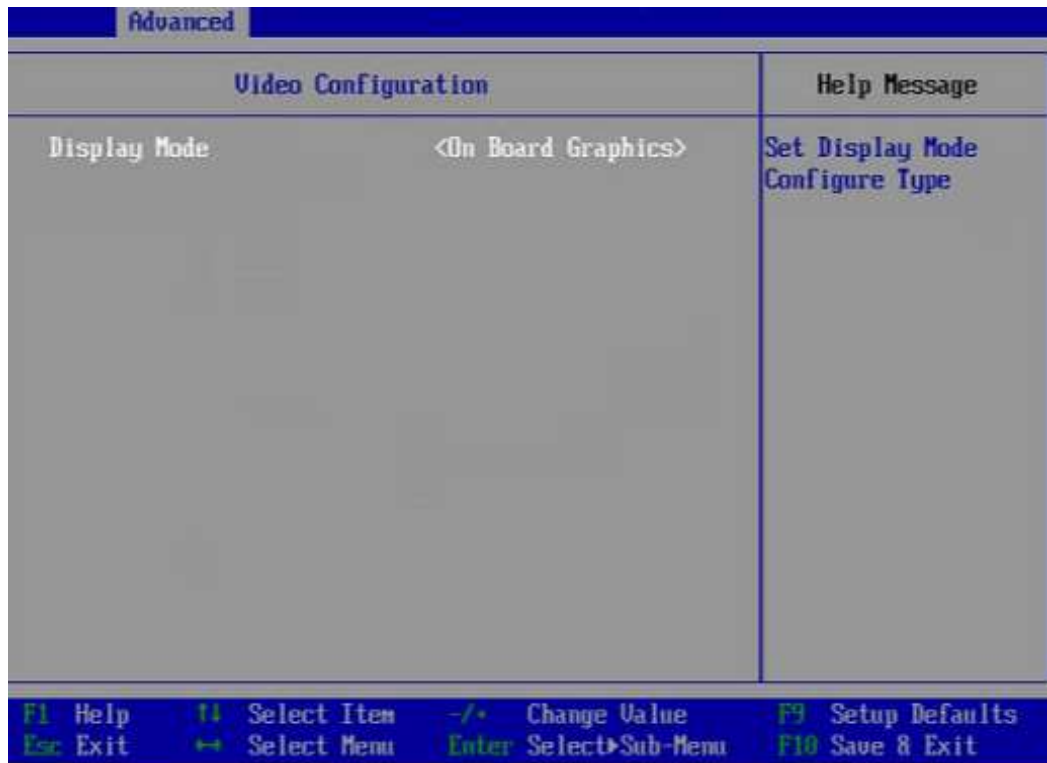 Advanced
Video Configuration
Help Message
Display Mode <On Board Graphics>
Set Display Mode
Configure Type
F1 Help ↑↓ Select Item -/+ Change Value F9 Setup Defaults
Esc Exit ↔ Select Menu Enter Select▶Sub-Menu F10 Save & Exit